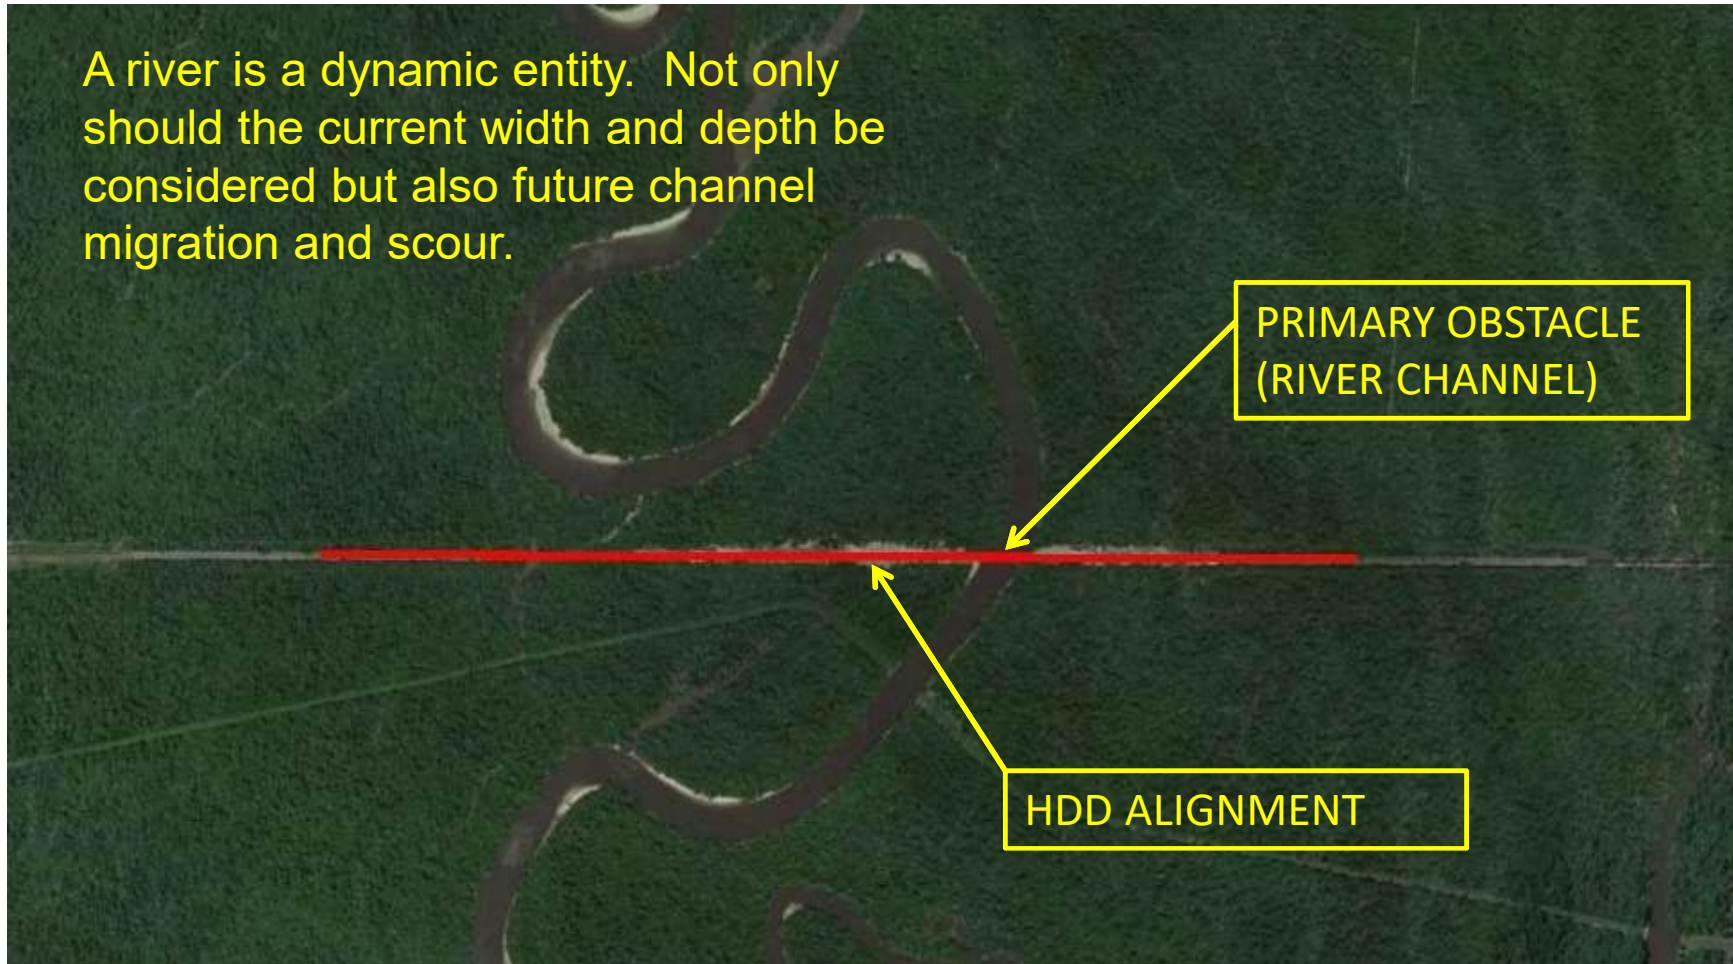 A river is a dynamic entity.  Not only
should the current width and depth be
considered but also future channel
migration and scour.
PRIMARY OBSTACLE
(RIVER CHANNEL)
HDD ALIGNMENT